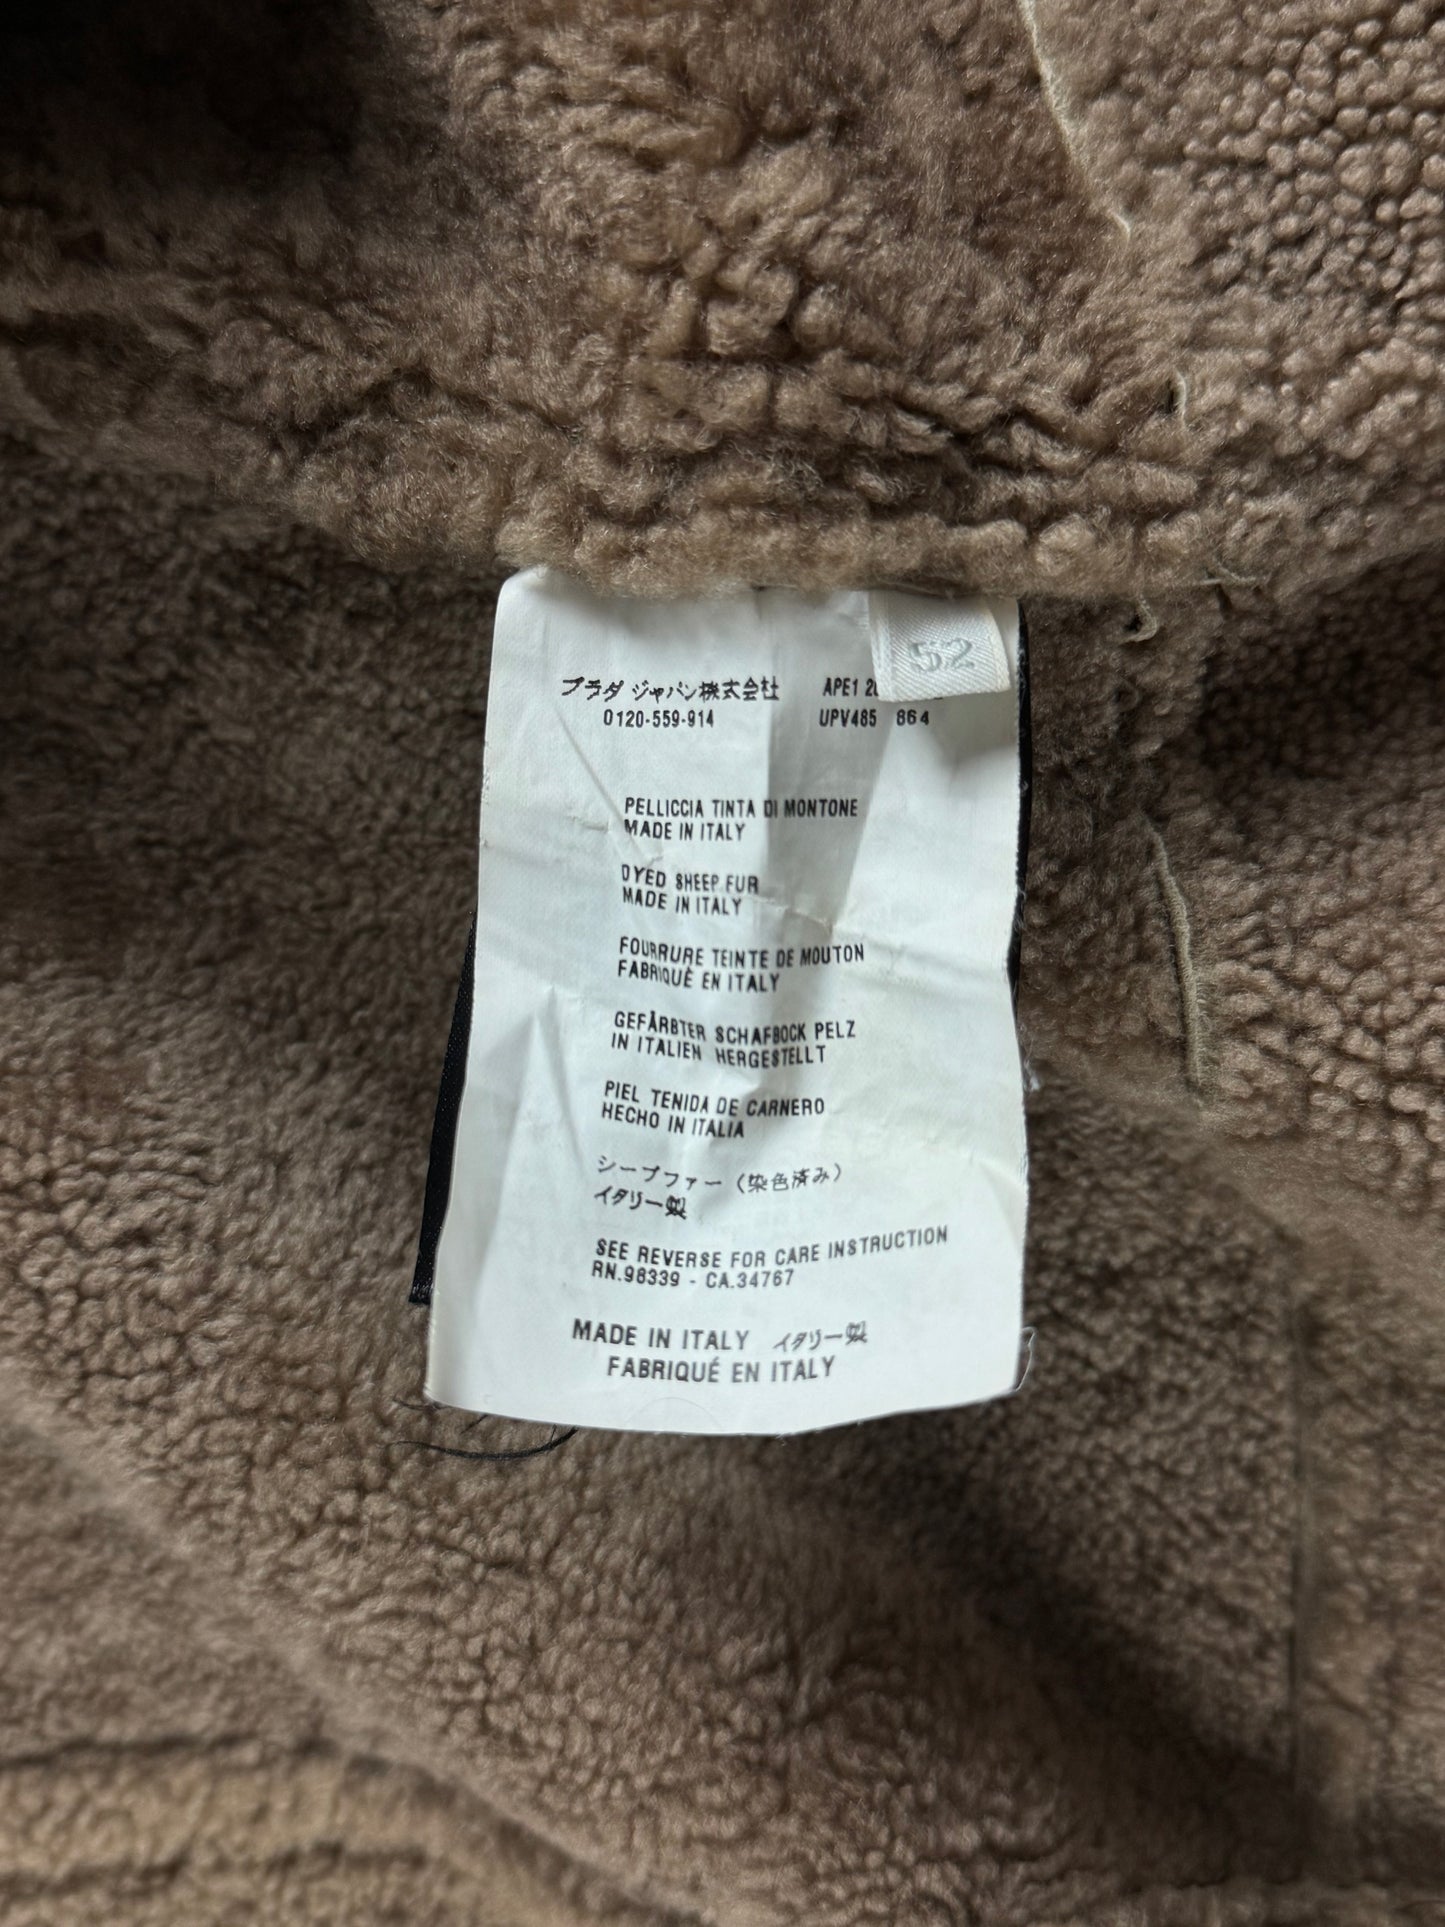 52
プラダ ジャパン株式会社 APE1
0120-559-914 UPV485 864
PELLICCIA TINTA DI MONTONE
MADE IN ITALY
DYED SHEEP FUR
MADE IN ITALY
FOURRURE TEINTE DE MOUTON
FABRIQUÈ EN ITALY
GEFÅRBTER SCHAFBOCK PELZ
IN ITALIEN HERGESTELLT
PIEL TENIDA DE CARNERO
HECHO IN ITALIA
シープファー（染色済み）
イタリー製
SEE REVERSE FOR CARE INSTRUCTION
RN.98339 - CA.34767
MADE IN ITALY イタリー製
FABRIQUÉ EN ITALY